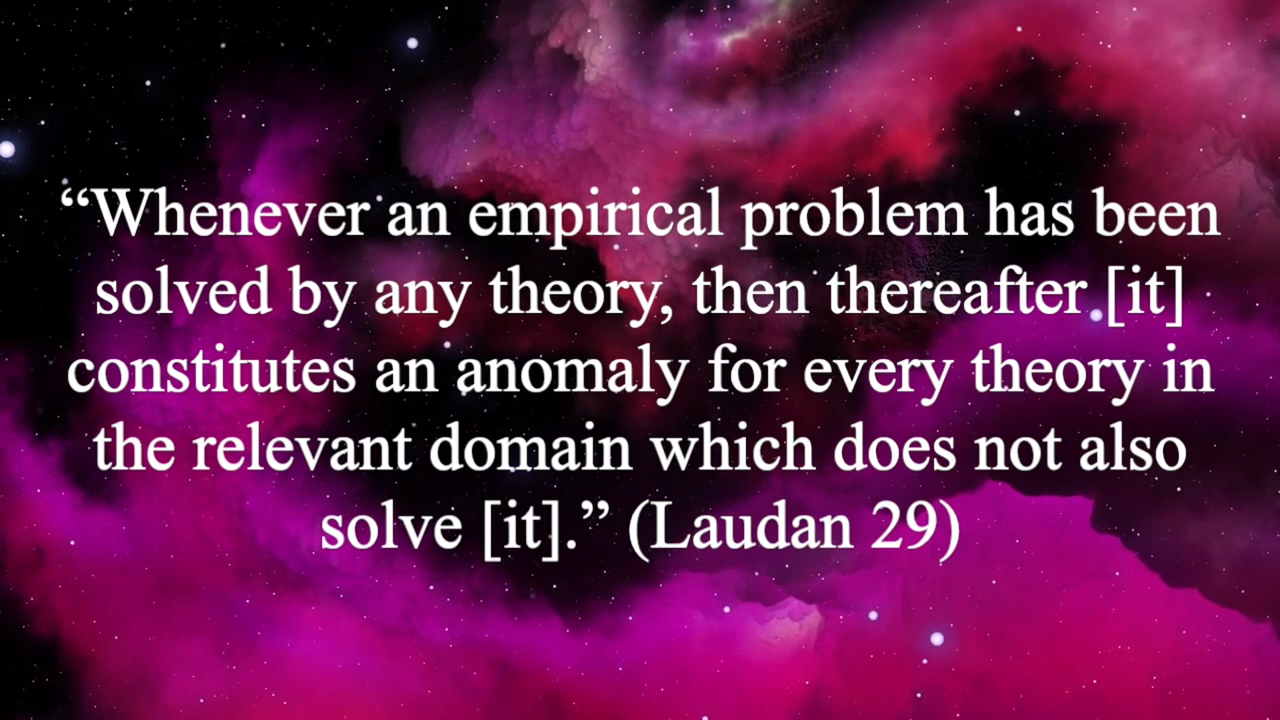 “Whenever an empirical problem has been
solved by any theory, then thereafter [it]
constitutes an anomaly for every theory in
the relevant domain which does not also
solve [it].” (Laudan 29)